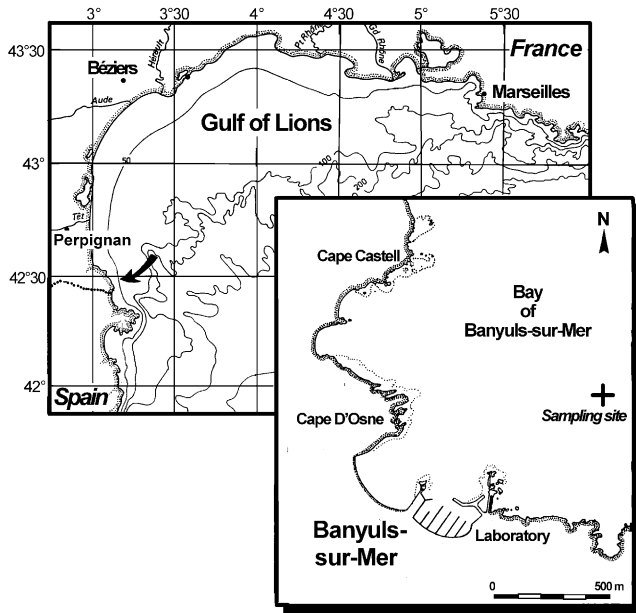 3° 3°30 4° 4°50 5° 5°30
43°30
France
Pt Rhône
Gd Rhône
Hérault
Béziers
Marseilles
Aude
Gulf of Lions
43°
50
100
200
Têt
Perpignan
42°30
42°
Spain
N
Cape Castell
Bay
of
Banyuls-sur-Mer
Sampling site
Cape D'Osne
Banyuls-
sur-Mer
Laboratory
0 500 m